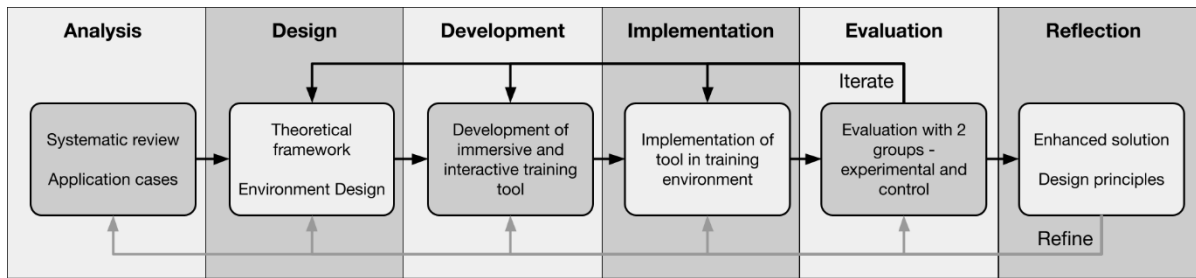 Analysis
Design
Development
Implementation
Evaluation
Reflection
Iterate
Systematic review
Application cases
Theoretical
framework
Environment Design
Development of
immersive and
interactive training
tool
Implementation of
tool in training
environment
Evaluation with 2
groups -
experimental and
control
Enhanced solution
Design principles
Refine